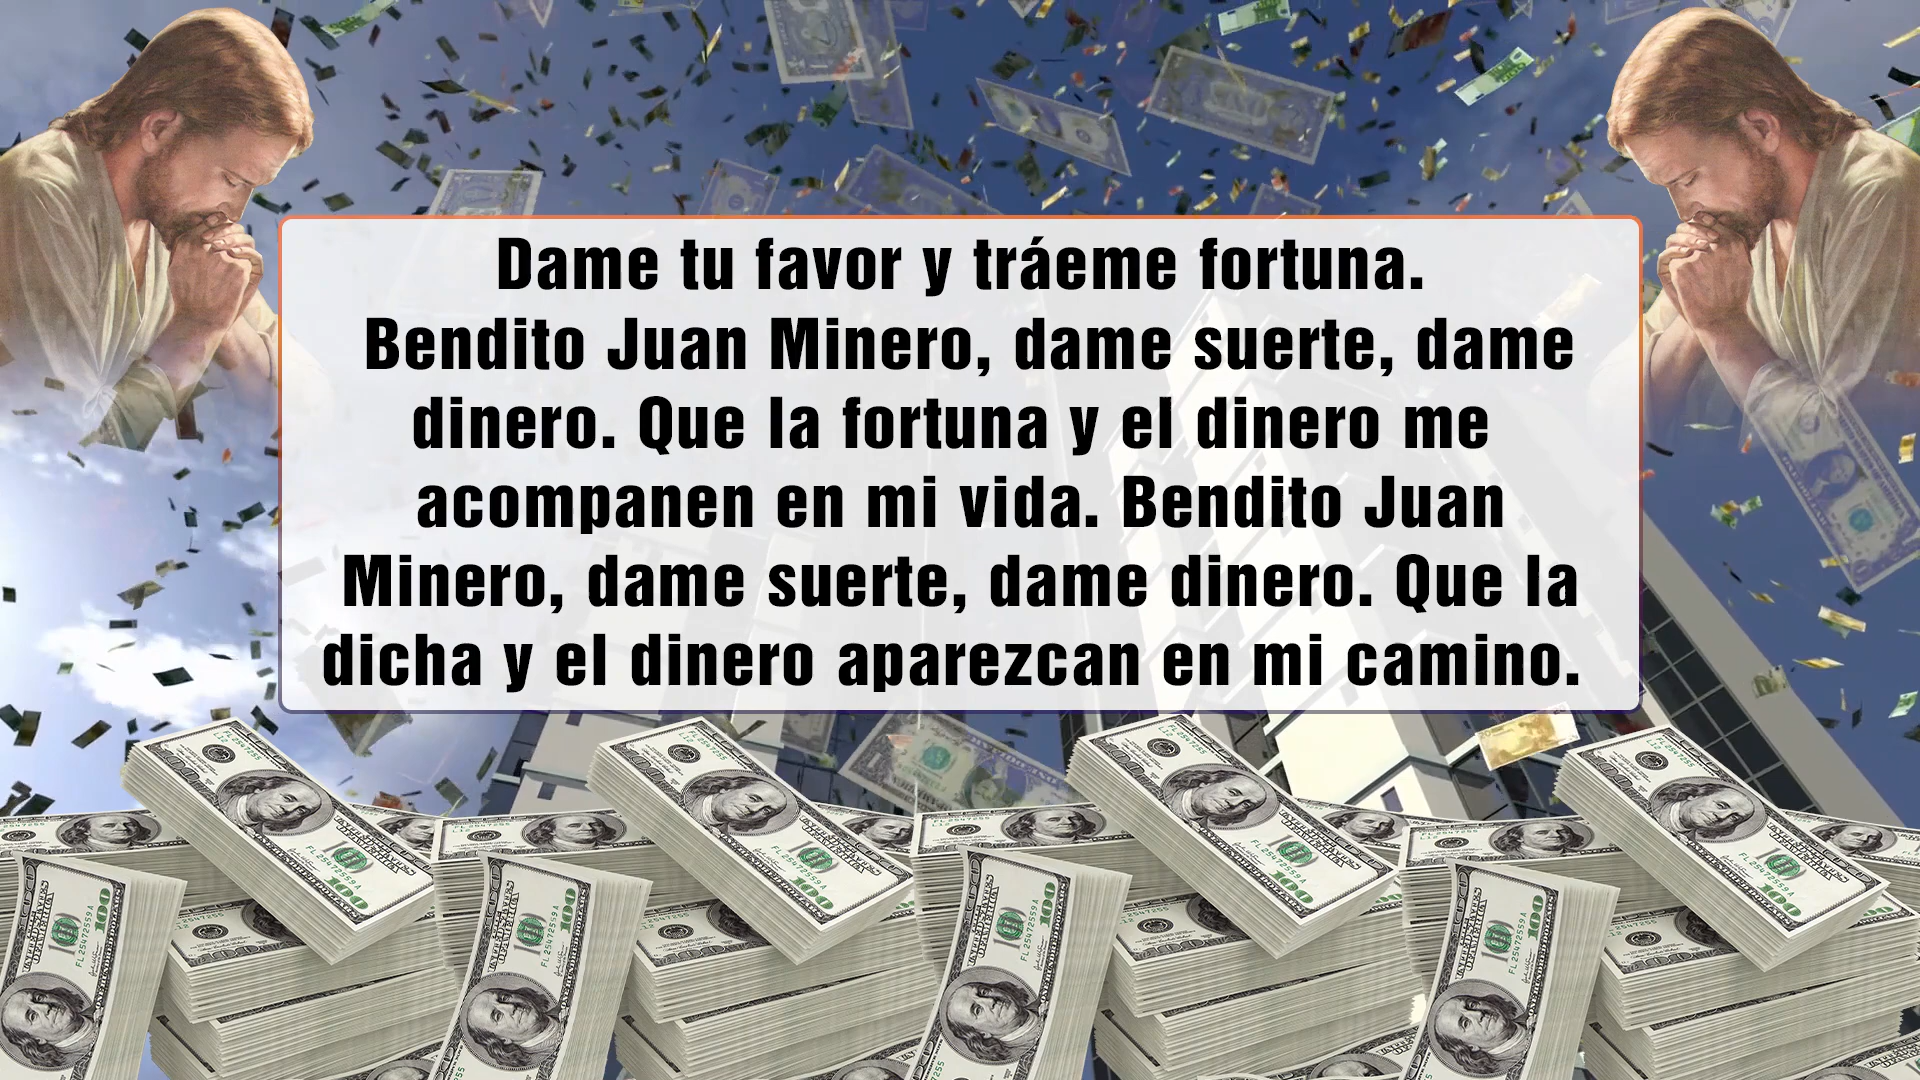 Dame tu favor y tráeme fortuna.
Bendito Juan Minero, dame suerte, dame
dinero. Que la fortuna y el dinero me
acompanen en mi vida. Bendito Juan
Minero, dame suerte, dame dinero. Que la
dicha y el dinero aparezcan en mi camino.